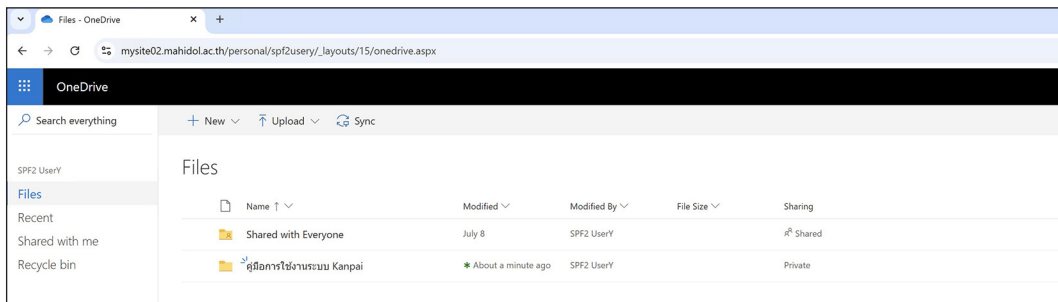 Files - OneDrive
mysite02.mahidol.ac.th/personal/spf2usery/_layouts/15/onedrive.aspx
OneDrive
Search everything
New Upload Sync
SPF2 UserY
Files
Recent
Shared with me
Recycle bin
Files
Name Modified Modified By File Size Sharing
Shared with Everyone July 8 SPF2 UserY Shared
คู่มือการใช้งานระบบ Kanpai About a minute ago SPF2 UserY Private